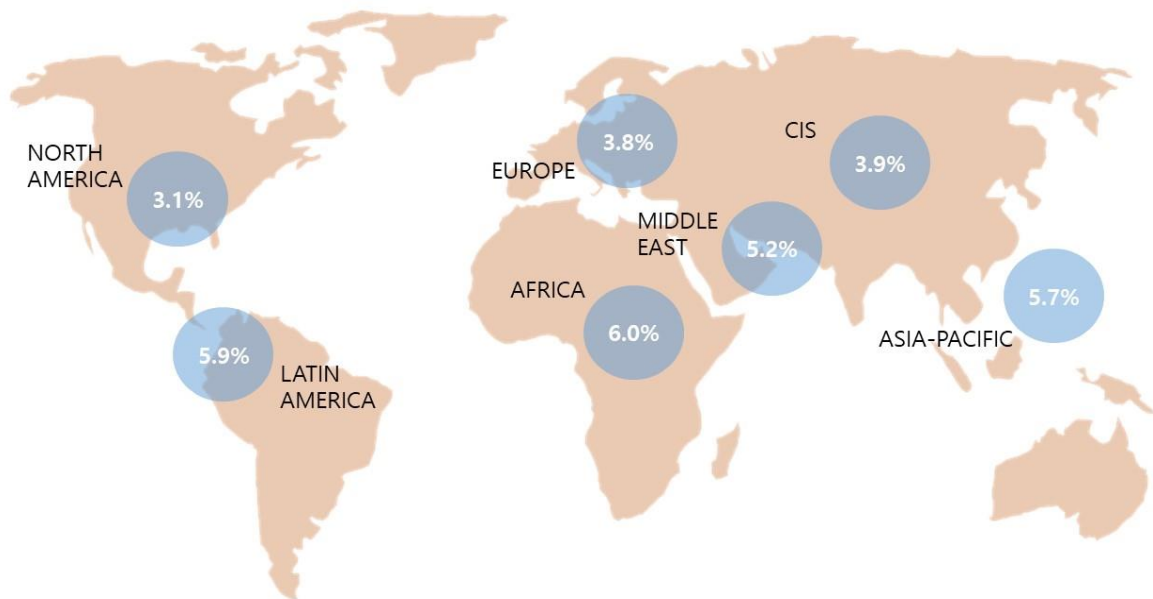 NORTH
AMERICA
3.1%
5.9%
LATIN
AMERICA
EUROPE
3.8%
AFRICA
6.0%
MIDDLE
EAST
5.2%
CIS
3.9%
ASIA-PACIFIC
5.7%